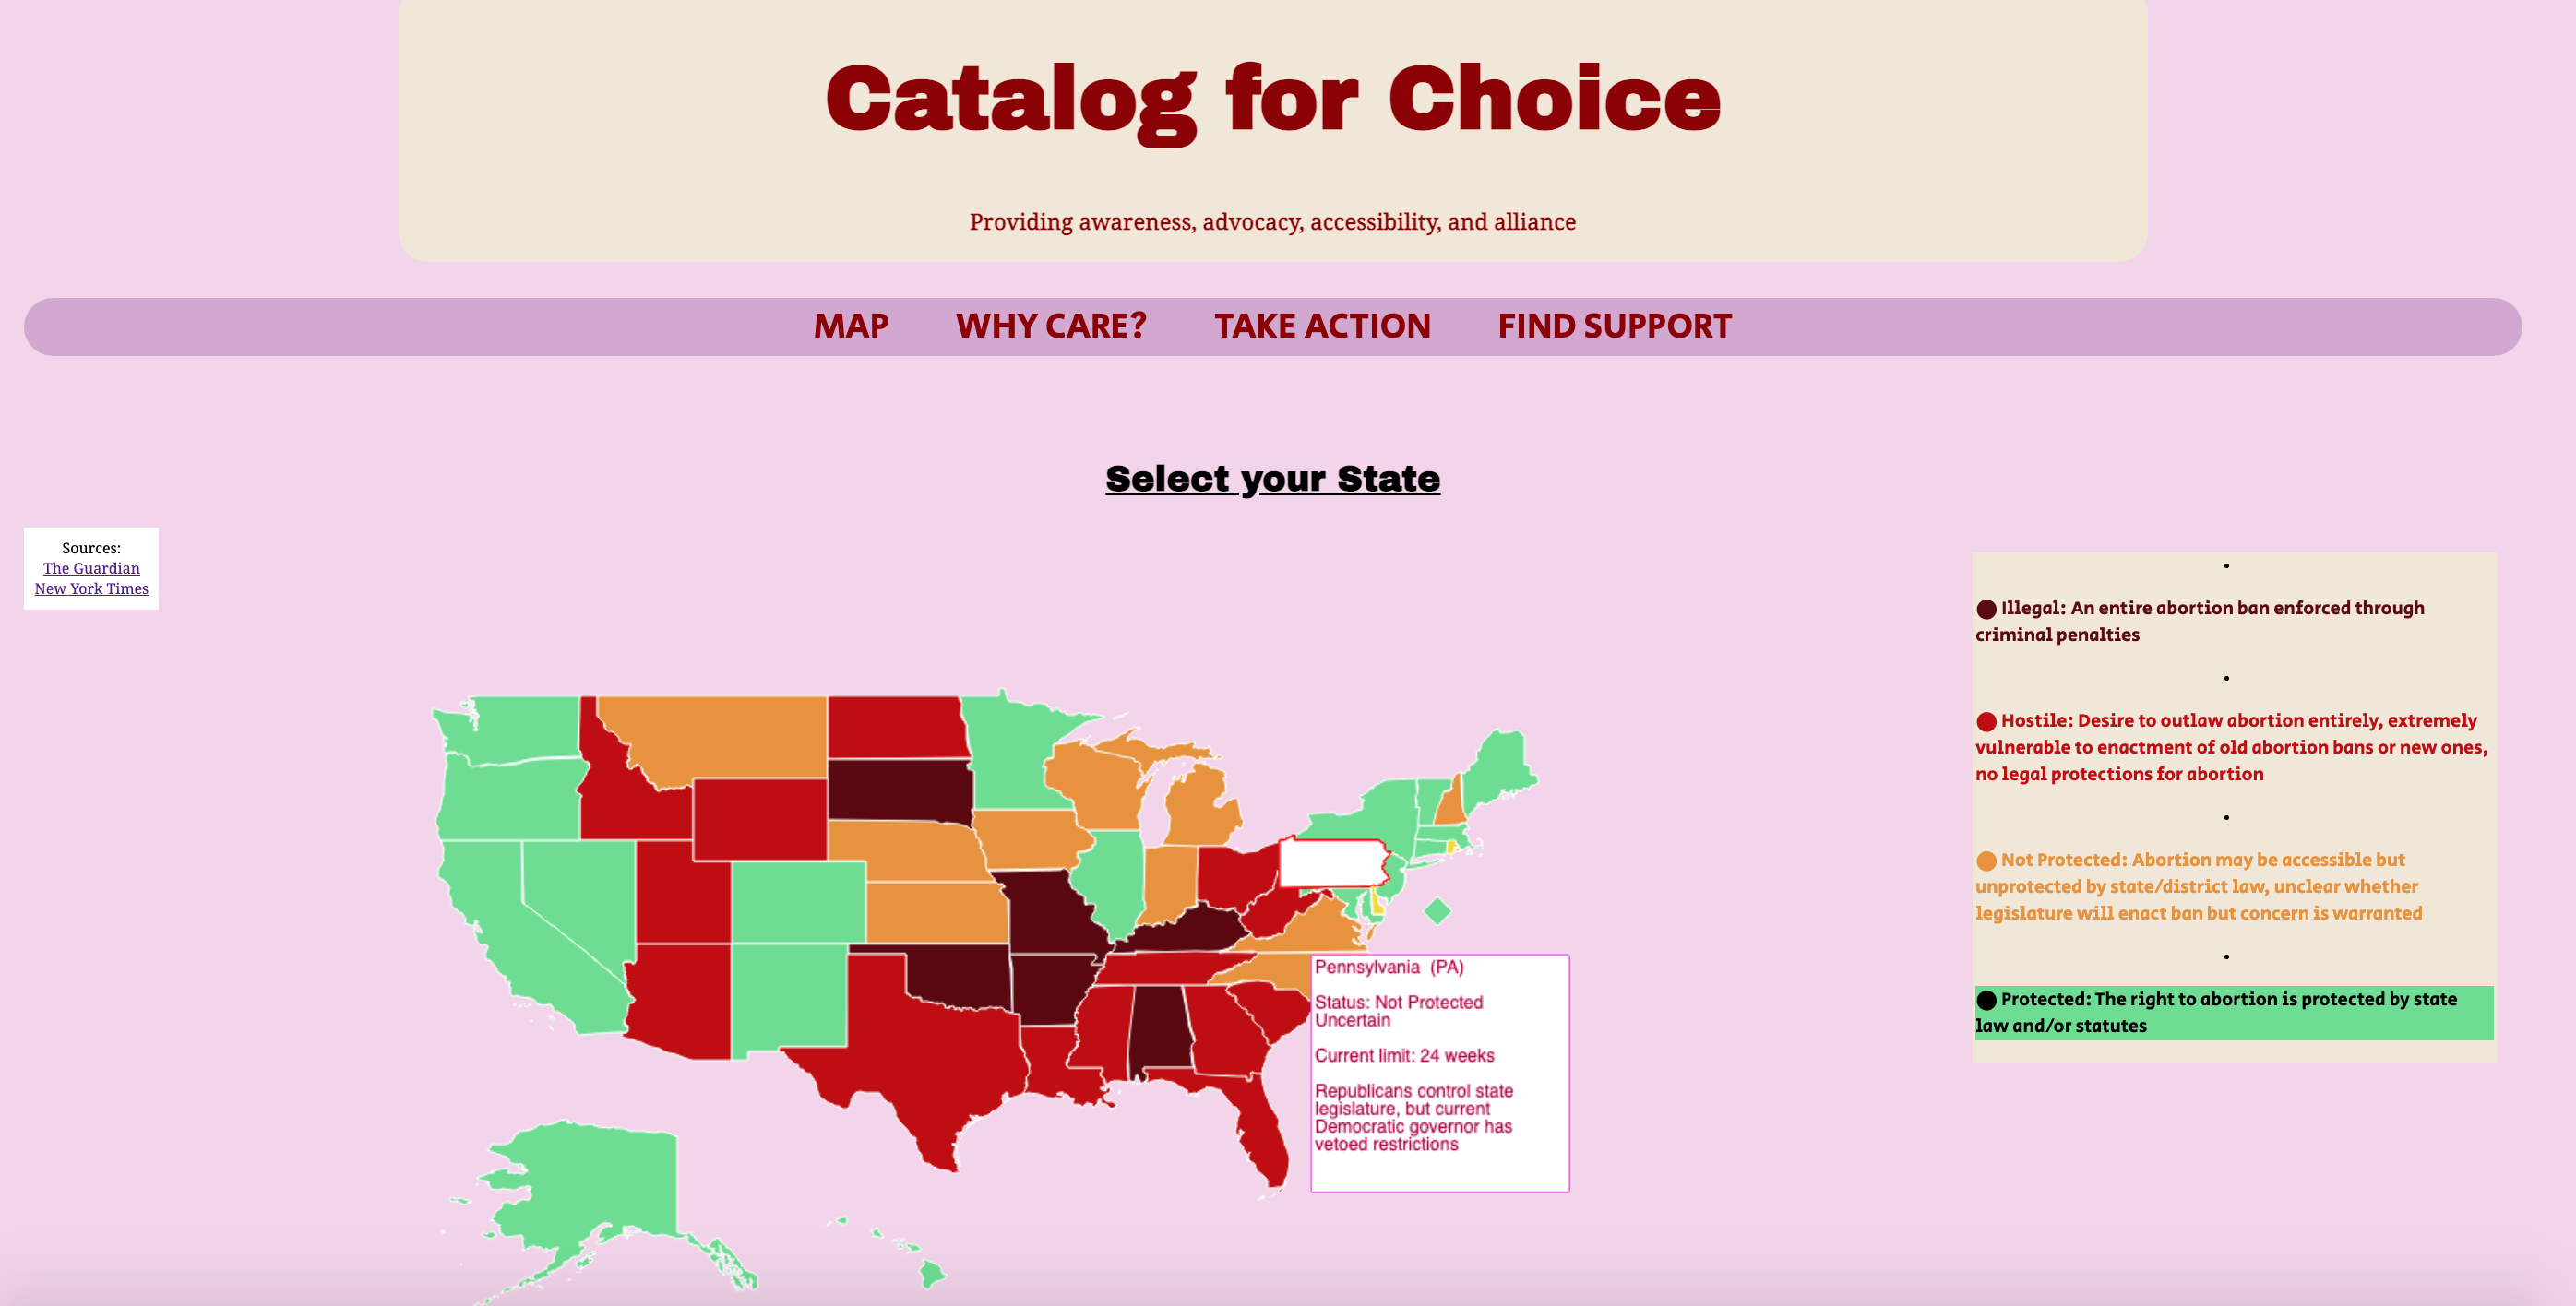 Catalog for Choice
Providing awareness, advocacy, accessibility, and alliance
MAP WHY CARE? TAKE ACTION FIND SUPPORT
Select your State
Sources:
The Guardian
New York Times
Illegal: An entire abortion ban enforced through
criminal penalties
Hostile: Desire to outlaw abortion entirely, extremely
vulnerable to enactment of old abortion bans or new ones,
no legal protections for abortion
Not Protected: Abortion may be accessible but
unprotected by state/district law, unclear whether
legislature will enact ban but concern is warranted
Protected: The right to abortion is protected by state
law and/or statutes
Pennsylvania (PA)
Status: Not Protected
Uncertain
Current limit: 24 weeks
Republicans control state
legislature, but current
Democratic governor has
vetoed restrictions